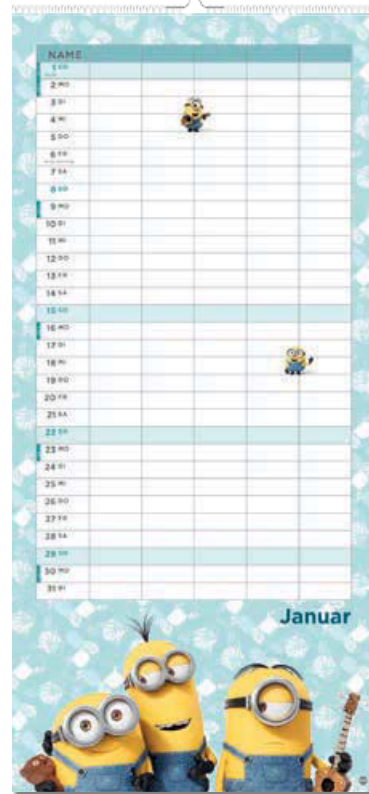 NAME
1 SO
2 MO
3 DI
4 MI
5 DO
6 FR
7 SA
8 SO
9 MO
10 DI
11 MI
12 DO
13 FR
14 SA
15 SO
16 MO
17 DI
18 MI
19 DO
20 FR
21 SA
22 SO
23 MO
24 DI
25 MI
26 DO
27 FR
28 SA
29 SO
30 MO
31 DI
Januar